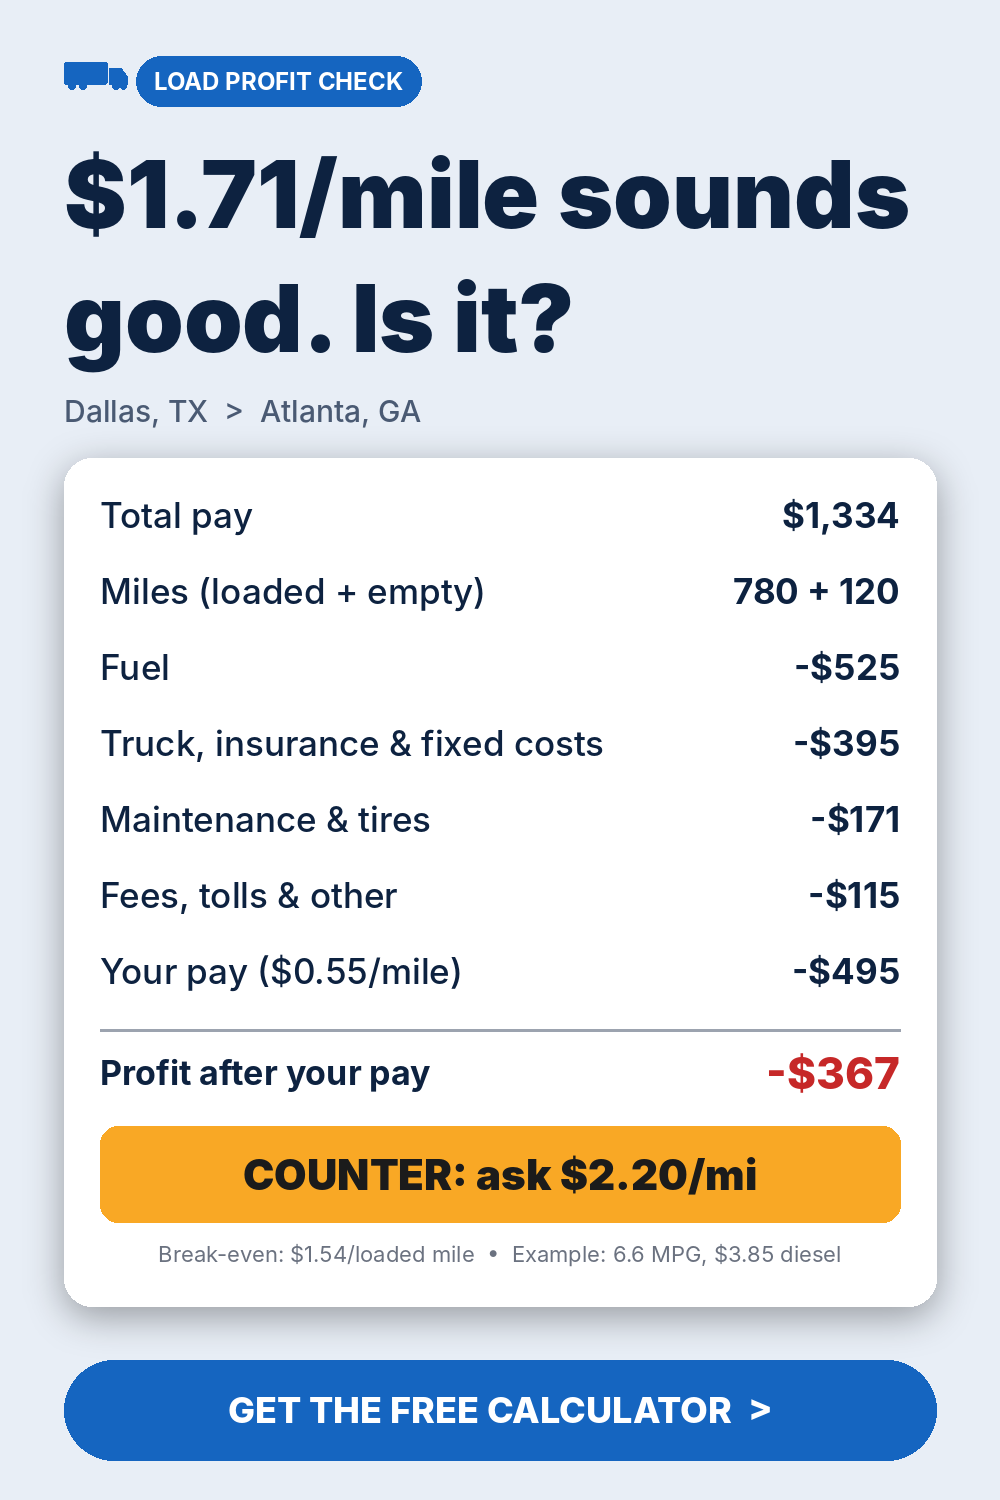 LOAD PROFIT CHECK
$1.71/mile sounds
good. Is it?
Dallas, TX > Atlanta, GA
Total pay $1,334
Miles (loaded + empty) 780 + 120
Fuel -$525
Truck, insurance & fixed costs -$395
Maintenance & tires -$171
Fees, tolls & other -$115
Your pay ($0.55/mile) -$495
Profit after your pay -$367
COUNTER: ask $2.20/mi
Break-even: $1.54/loaded mile • Example: 6.6 MPG, $3.85 diesel
GET THE FREE CALCULATOR >